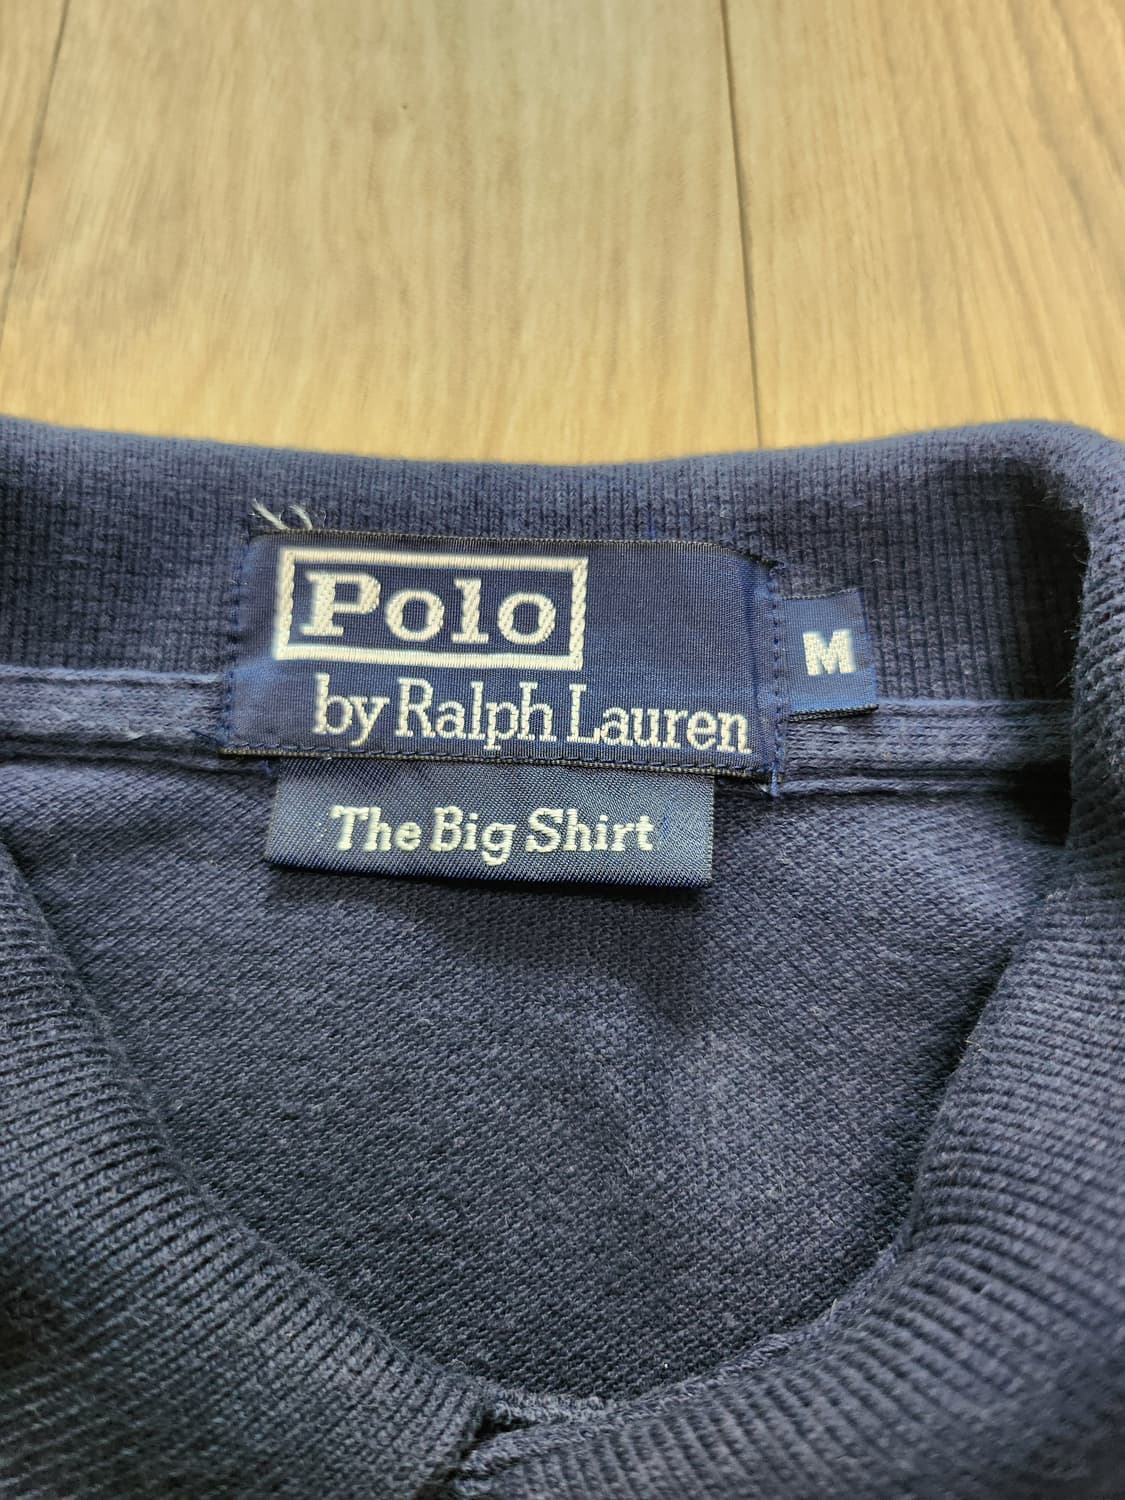 Polo
by Ralph Lauren
M
The Big Shirt